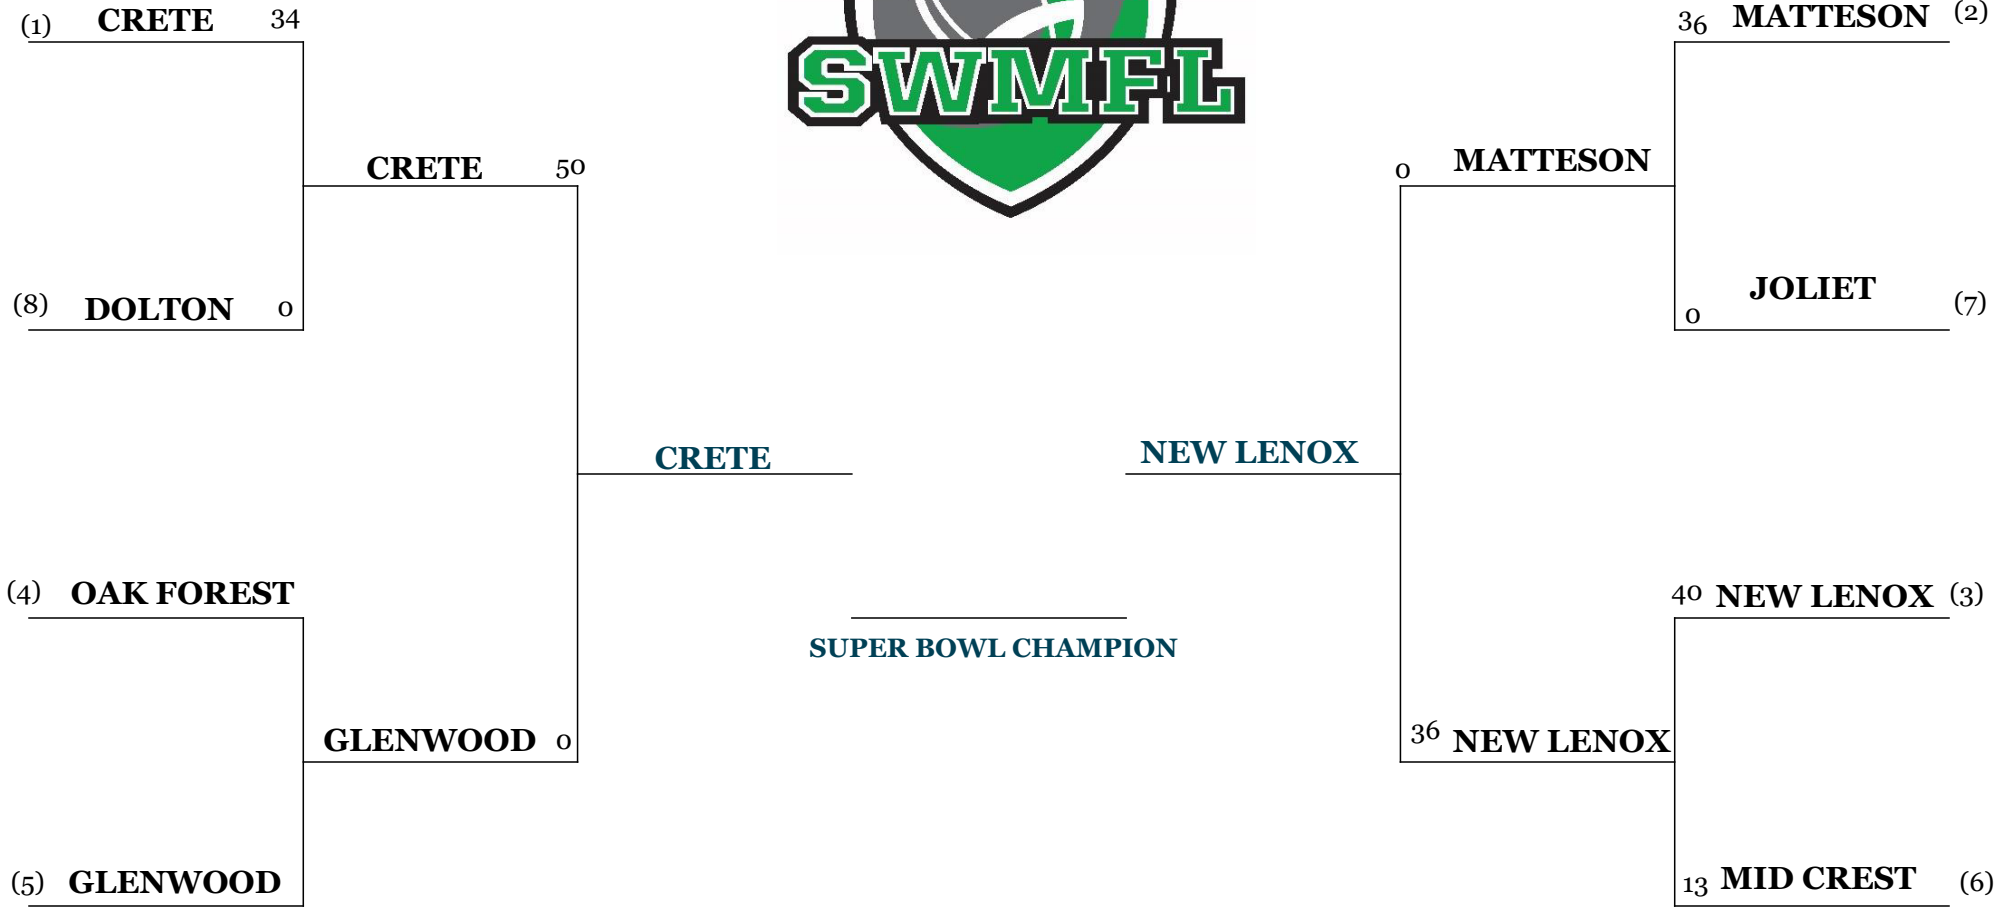 (1) CRETE 34
36 MATTESON (2)
SWMFL
CRETE 50
0 MATTESON
(8) DOLTON 0
JOLIET (7)
0
CRETE
NEW LENOX
(4) OAK FOREST
40 NEW LENOX (3)
SUPER BOWL CHAMPION
GLENWOOD 0
36 NEW LENOX
(5) GLENWOOD
13 MID CREST (6)